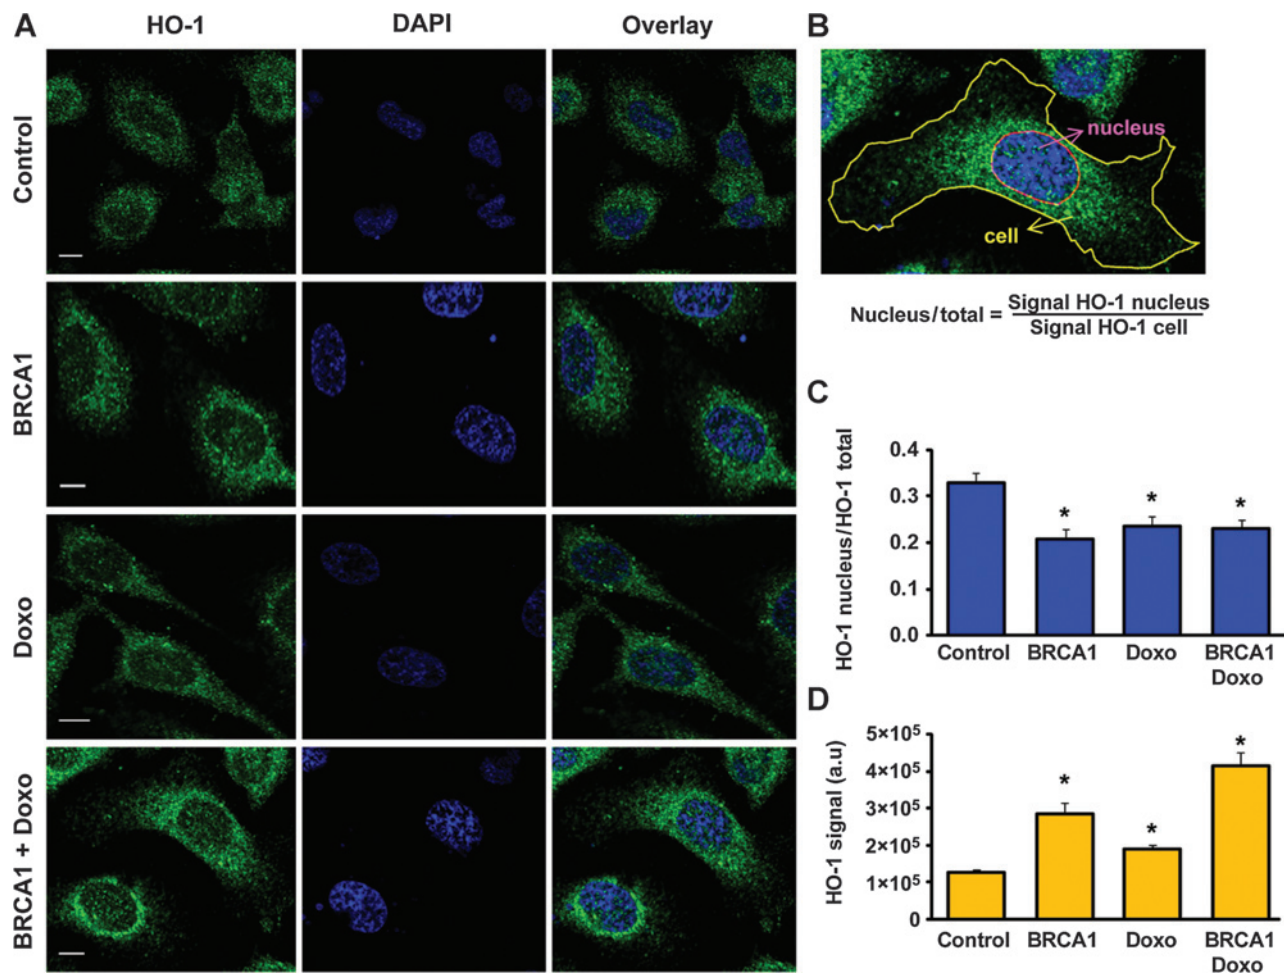 A
HO-1
DAPI
Overlay
Control
BRCA1
Doxo
BRCA1 + Doxo
B
nucleus
cell
Nucleus/total = Signal HO-1 nucleus
Signal HO-1 cell
C
HO-1 nucleus/HO-1 total
0.4
0.3
0.2
0.1
0.0
*
*
*
Control
BRCA1
Doxo
BRCA1
Doxo
D
HO-1 signal (a.u)
5×10⁵
4×10⁵
3×10⁵
2×10⁵
1×10⁵
0
*
*
*
Control
BRCA1
Doxo
BRCA1
Doxo